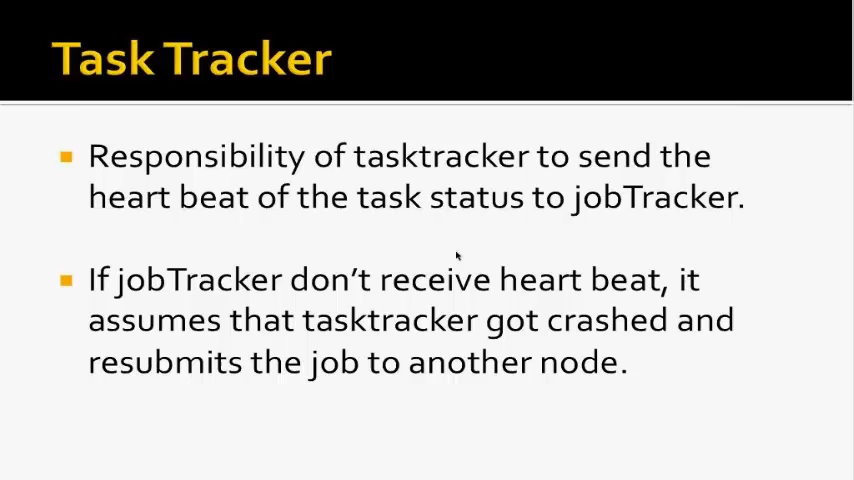 Task Tracker
Responsibility of tasktracker to send the
heart beat of the task status to jobTracker.
If jobTracker don't receive heart beat, it
assumes that tasktracker got crashed and
resubmits the job to another node.